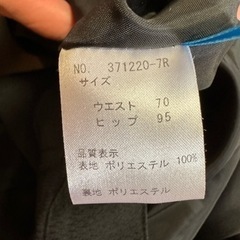 NO. 371220-7R
サイズ
ウエスト 70
ヒップ 95
品質表示
表地 ポリエステル 100%
裏地 ポリエステル